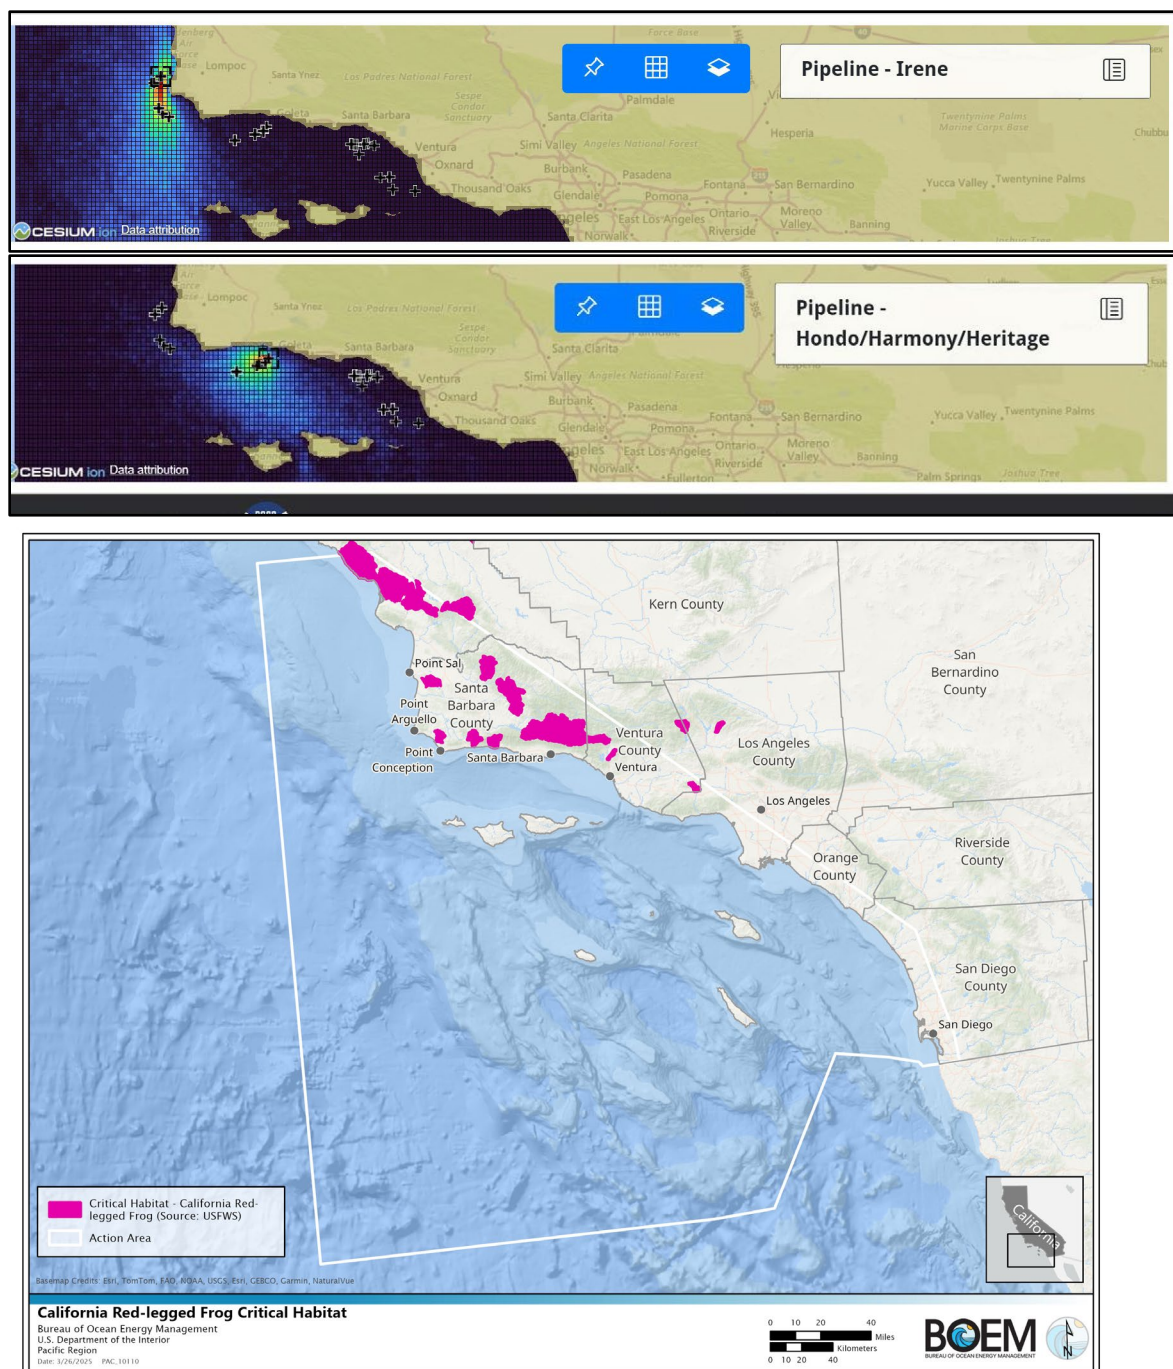 Lompoc
Santa Ynez
Los Padres National Forest
Sespe
Condor
Sanctuary
Goleta
Santa Barbara
Ventura
Oxnard
Thousand Oaks
Force Base
40
Palmdale
Santa Clarita
Simi Valley
Angeles National Forest
Burbank
Pasadena
Glendale
Pomona
Fontana
San Bernardino
East Los Angeles
Ontario
Riverside
Moreno
Valley
Banning
Norwalk
Hesperia
Twentynine Palms
Marine Corps Base
Yucca Valley
Twentynine Palms
Pipeline - Irene
CESIUM ion Data attribution
Lompoc
Santa Ynez
Los Padres National Forest
Sespe
Condor
Sanctuary
Goleta
Santa Barbara
Ventura
Oxnard
Thousand Oaks
Santa Clarita
Simi Valley
Angeles National Forest
Burbank
Pasadena
Glendale
Pomona
Fontana
San Bernardino
East Los Angeles
Ontario
Riverside
Moreno
Valley
Banning
Norwalk
Fullerton
Palm Springs
Joshua Tree
Yucca Valley
Twentynine Palms
Pipeline -
Hondo/Harmony/Heritage
CESIUM ion Data attribution
Kern County
San
Bernardino
County
Point Sal
Santa
Barbara
County
Point
Arguello
Point
Conception
Santa Barbara
Ventura
County
Ventura
Los Angeles
County
Los Angeles
Orange
County
Riverside
County
San Diego
County
San Diego
Critical Habitat - California Red-
legged Frog (Source: USFWS)
Action Area
California
Basemap Credits: Esri, TomTom, FAO, NOAA, USGS, Esri, GEBCO, Garmin, NaturalVue
California Red-legged Frog Critical Habitat
Bureau of Ocean Energy Management
U.S. Department of the Interior
Pacific Region
Date: 3/26/2025 PAC_10110
0 10 20 40
Miles
Kilometers
0 10 20 40
BOEM
BUREAU OF OCEAN ENERGY MANAGEMENT
N